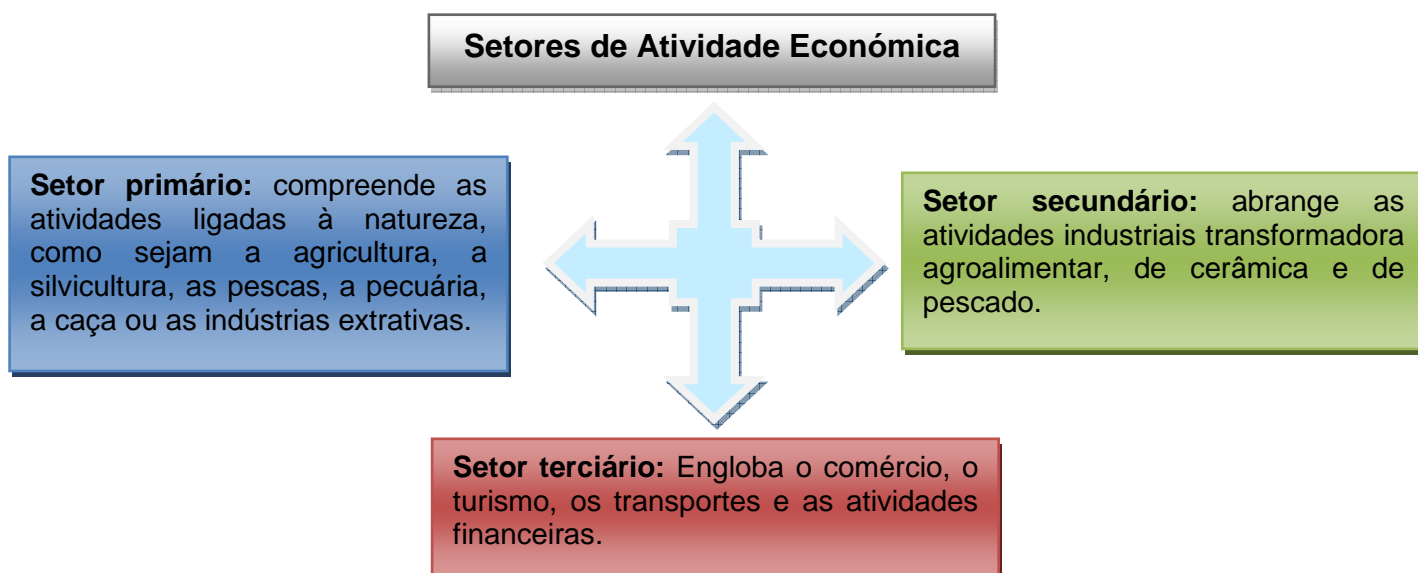 Setores de Atividade Económica
Setor primário: compreende as
atividades ligadas à natureza,
como sejam a agricultura, a
silvicultura, as pescas, a pecuária,
a caça ou as indústrias extrativas.
Setor secundário: abrange as
atividades industriais transformadora
agroalimentar, de cerâmica e de
pescado.
Setor terciário: Engloba o comércio, o
turismo, os transportes e as atividades
financeiras.